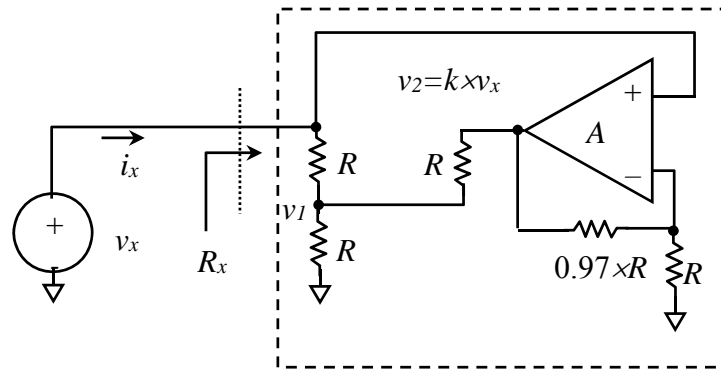 v2=k×vx
+
A
−
ix
R
R
v1
+
vx
-
Rx
R
0.97×R
R